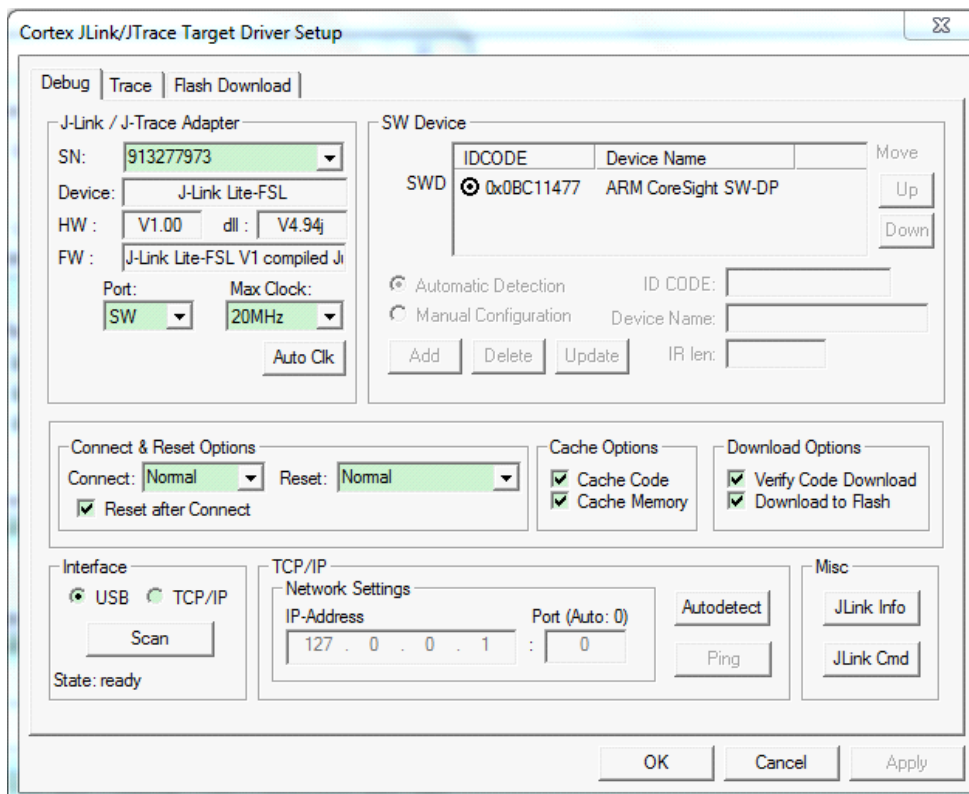 Cortex JLink/JTrace Target Driver Setup
Debug Trace Flash Download
J-Link / J-Trace Adapter
SN: 913277973
Device: J-Link Lite-FSL
HW : V1.00 dll : V4.94j
FW : J-Link Lite-FSL V1 compiled
Port: Max Clock:
SW 20MHz
Auto Clk
SW Device
IDCODE Device Name
SWD 0x0BC11477 ARM CoreSight SW-DP
Move
Up
Down
Automatic Detection ID CODE:
Manual Configuration Device Name:
Add Delete Update IR len:
Connect & Reset Options
Connect: Normal Reset: Normal
Reset after Connect
Cache Options
Cache Code
Cache Memory
Download Options
Verify Code Download
Download to Flash
Interface
USB TCP/IP
Scan
State: ready
TCP/IP
Network Settings
IP-Address Port (Auto: 0)
127 . 0 . 0 . 1 : 0
Autodetect
Ping
Misc
JLink Info
JLink Cmd
OK Cancel Apply